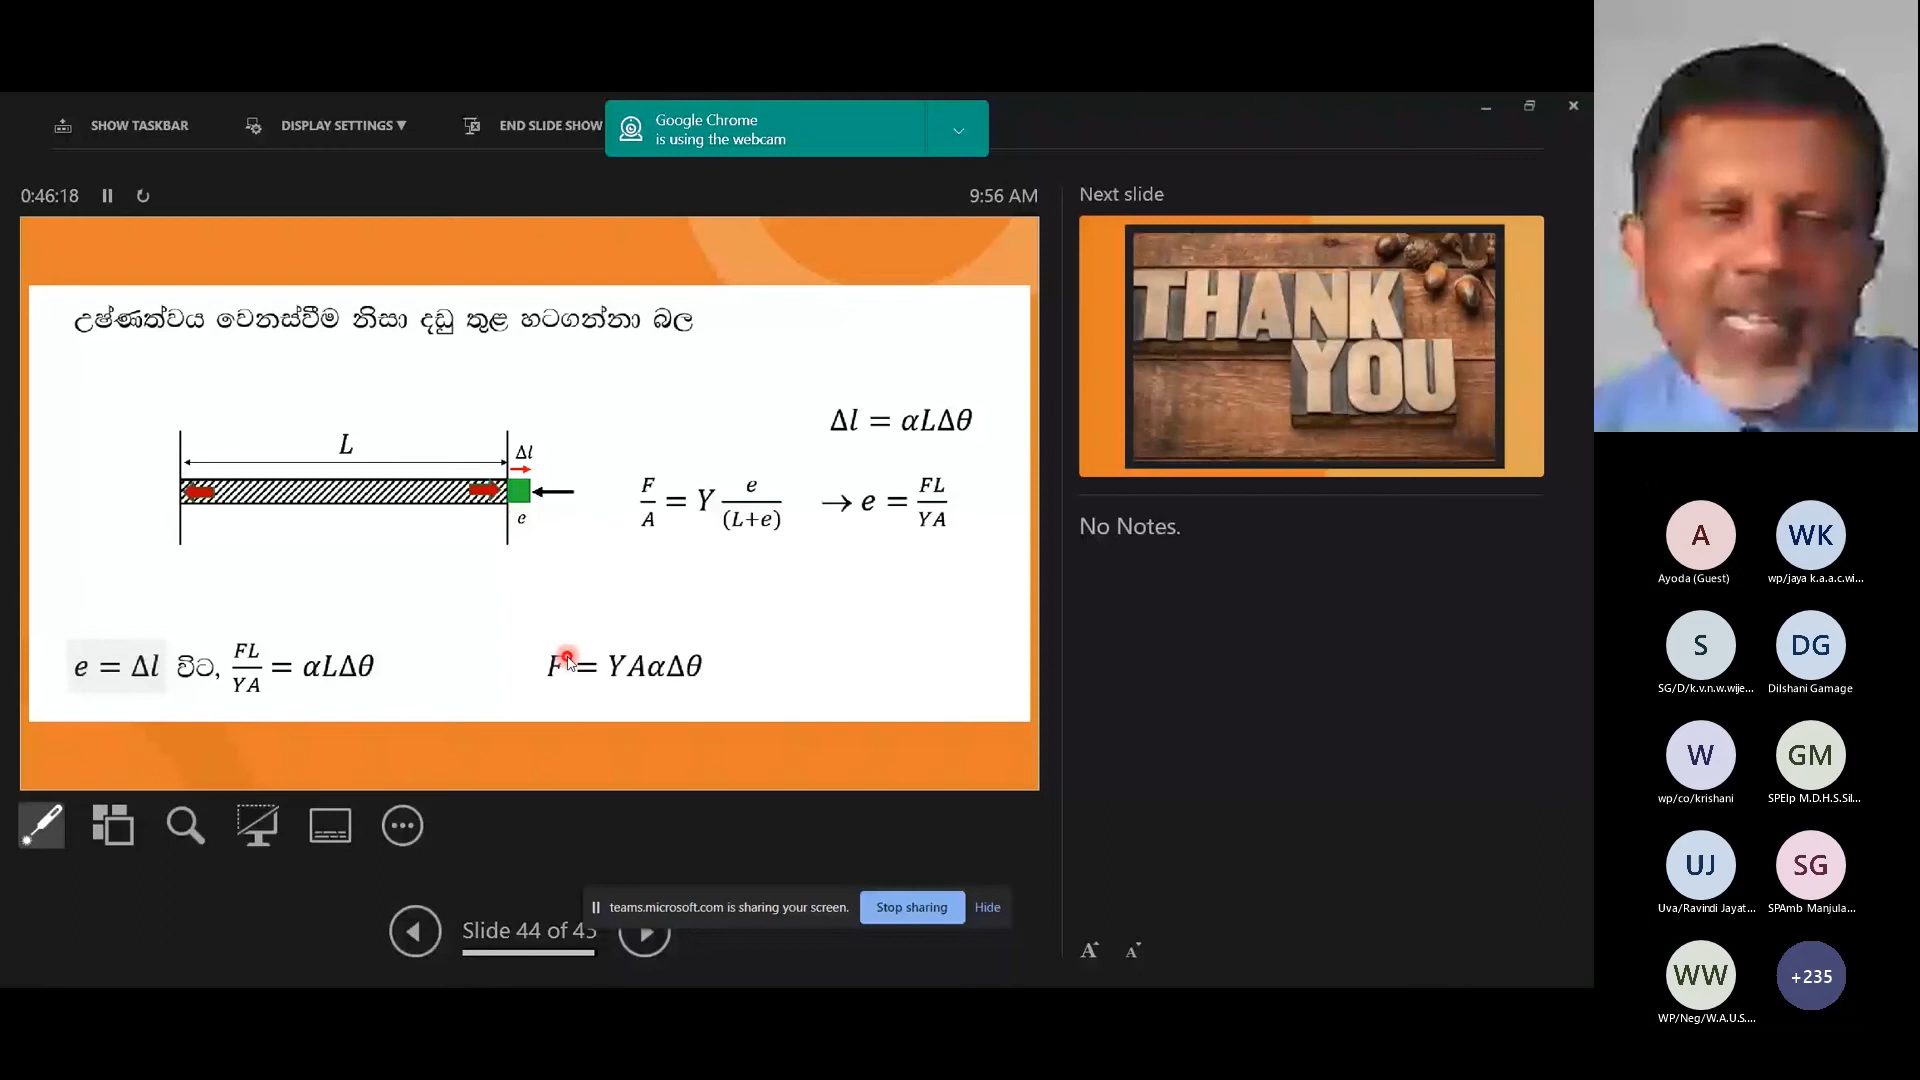 SHOW TASKBAR
DISPLAY SETTINGS ▼
END SLIDE SHOW
Google Chrome
is using the webcam
0:46:18
9:56 AM
Next slide
උෂ්ණත්වය වෙනස්වීම නිසා දඬු තුළ හටගන්නා බල
L
Δl
e
Δl = αLΔθ
F/A = Y e/(L+e) → e = FL/YA
e = Δl විට, FL/YA = αLΔθ
F = YAαΔθ
THANK
YOU
No Notes.
teams.microsoft.com is sharing your screen.
Stop sharing
Hide
Slide 44 of 45
A
WK
Ayoda (Guest)
wp/jaya k.a.a.c.wi...
S
DG
SG/D/k.v.n.w.wije...
Dilshani Gamage
W
GM
wp/co/krishani
SPElp M.D.H.S.Sil...
UJ
SG
Uva/Ravindi Jayat...
SPAmb Manjula...
WW
+235
WP/Neg/W.A.U.S....